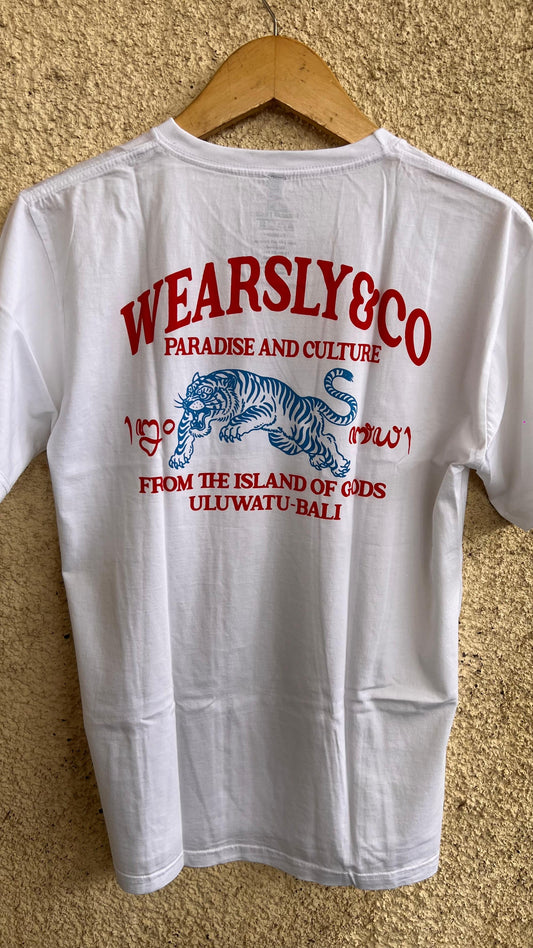 WEARSLY&CO
PARADISE AND CULTURE
FROM THE ISLAND OF GODS
ULUWATU-BALI